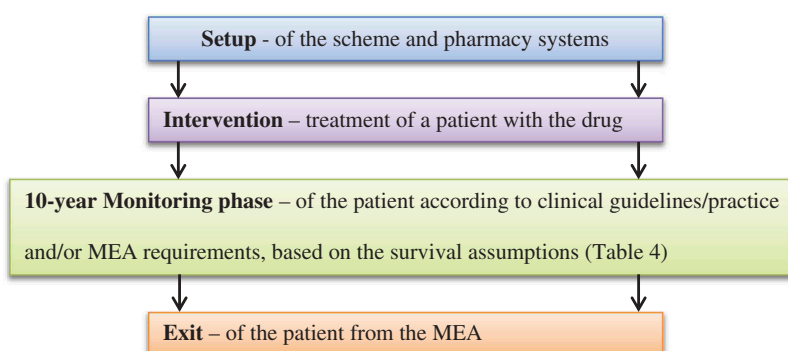 Setup - of the scheme and pharmacy systems
Intervention – treatment of a patient with the drug
10-year Monitoring phase – of the patient according to clinical guidelines/practice
and/or MEA requirements, based on the survival assumptions (Table 4)
Exit – of the patient from the MEA